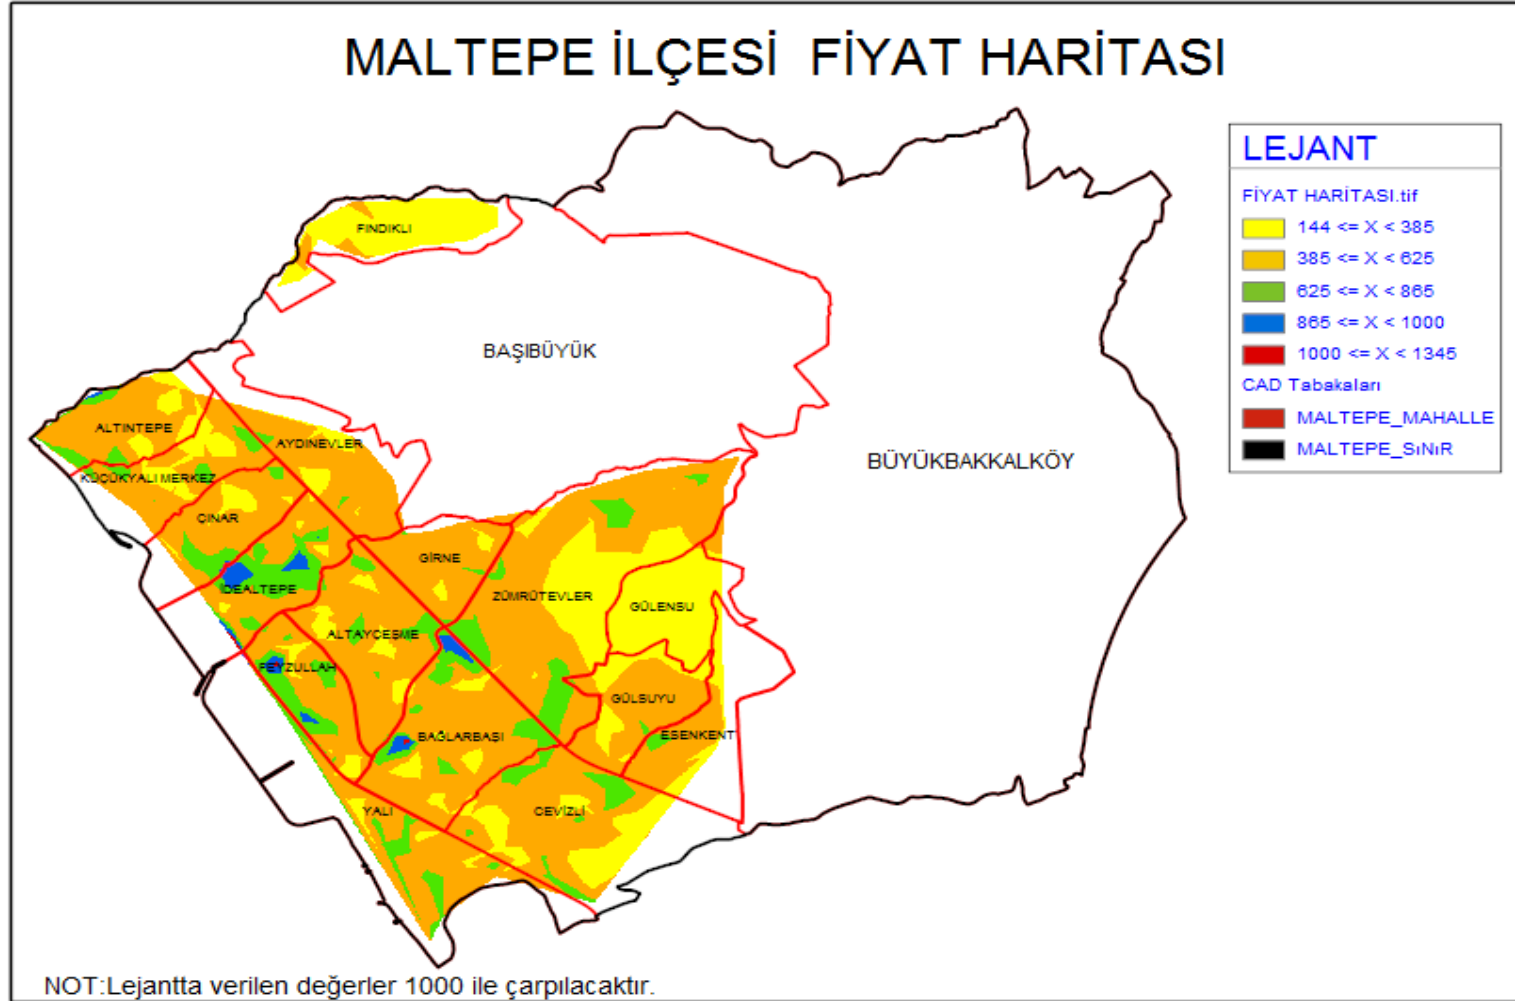 MALTEPE İLÇESİ FİYAT HARİTASI
LEJANT
FİYAT HARİTASI.tif
144 <= X < 385
385 <= X < 625
625 <= X < 865
865 <= X < 1000
1000 <= X < 1345
CAD Tabakaları
MALTEPE_MAHALLE
MALTEPE_SıNıR
FINDIKLI
BAŞIBÜYÜK
ALTINTEPE
AYDINEVLER
BÜYÜKBAKKALKÖY
KÜÇÜKYALI MERKEZ
ÇINAR
GİRNE
İDEALTEPE
ZÜMRÜTEVLER
GÜLENSU
ALTAYÇEŞME
FEYZULLAH
GÜLSUYU
BAĞLARBAŞI
ESENKENT
YALI
CEVİZLİ
NOT:Lejantta verilen değerler 1000 ile çarpılacaktır.